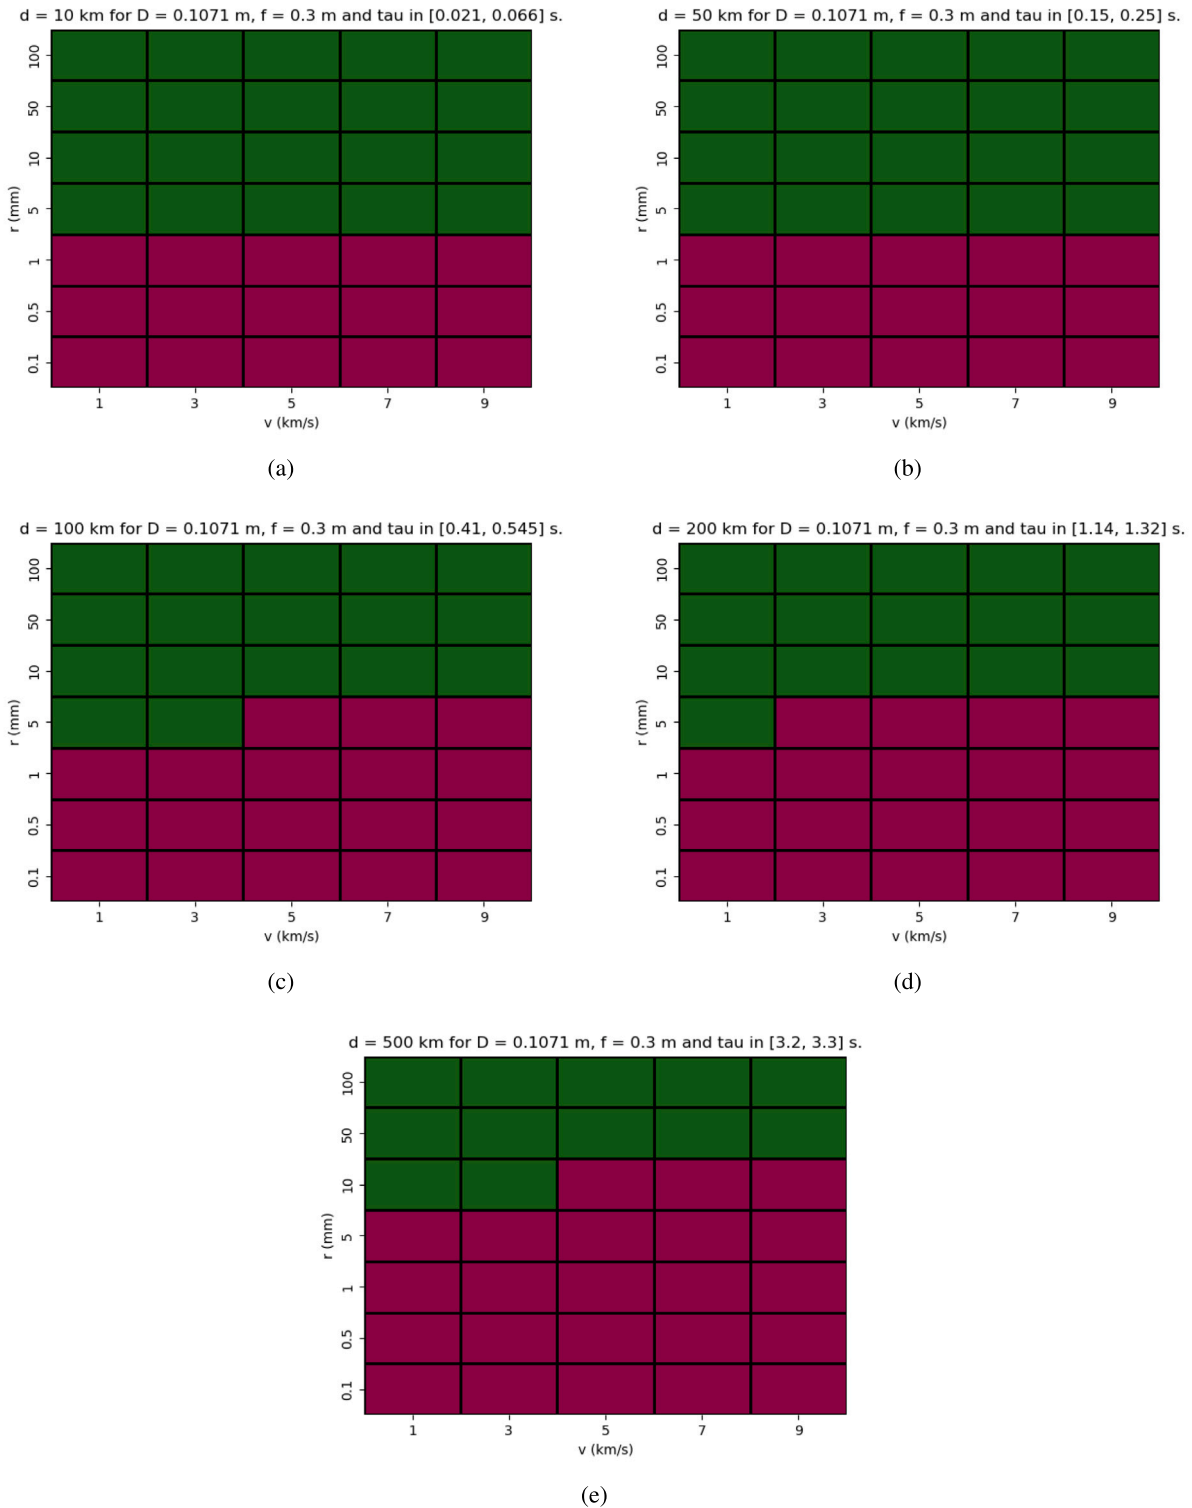 d = 10 km for D = 0.1071 m, f = 0.3 m and tau in [0.021, 0.066] s.
r (mm)
100
50
10
5
1
0.5
0.1
1 3 5 7 9
v (km/s)
(a)
d = 50 km for D = 0.1071 m, f = 0.3 m and tau in [0.15, 0.25] s.
r (mm)
100
50
10
5
1
0.5
0.1
1 3 5 7 9
v (km/s)
(b)
d = 100 km for D = 0.1071 m, f = 0.3 m and tau in [0.41, 0.545] s.
r (mm)
100
50
10
5
1
0.5
0.1
1 3 5 7 9
v (km/s)
(c)
d = 200 km for D = 0.1071 m, f = 0.3 m and tau in [1.14, 1.32] s.
r (mm)
100
50
10
5
1
0.5
0.1
1 3 5 7 9
v (km/s)
(d)
d = 500 km for D = 0.1071 m, f = 0.3 m and tau in [3.2, 3.3] s.
r (mm)
100
50
10
5
1
0.5
0.1
1 3 5 7 9
v (km/s)
(e)